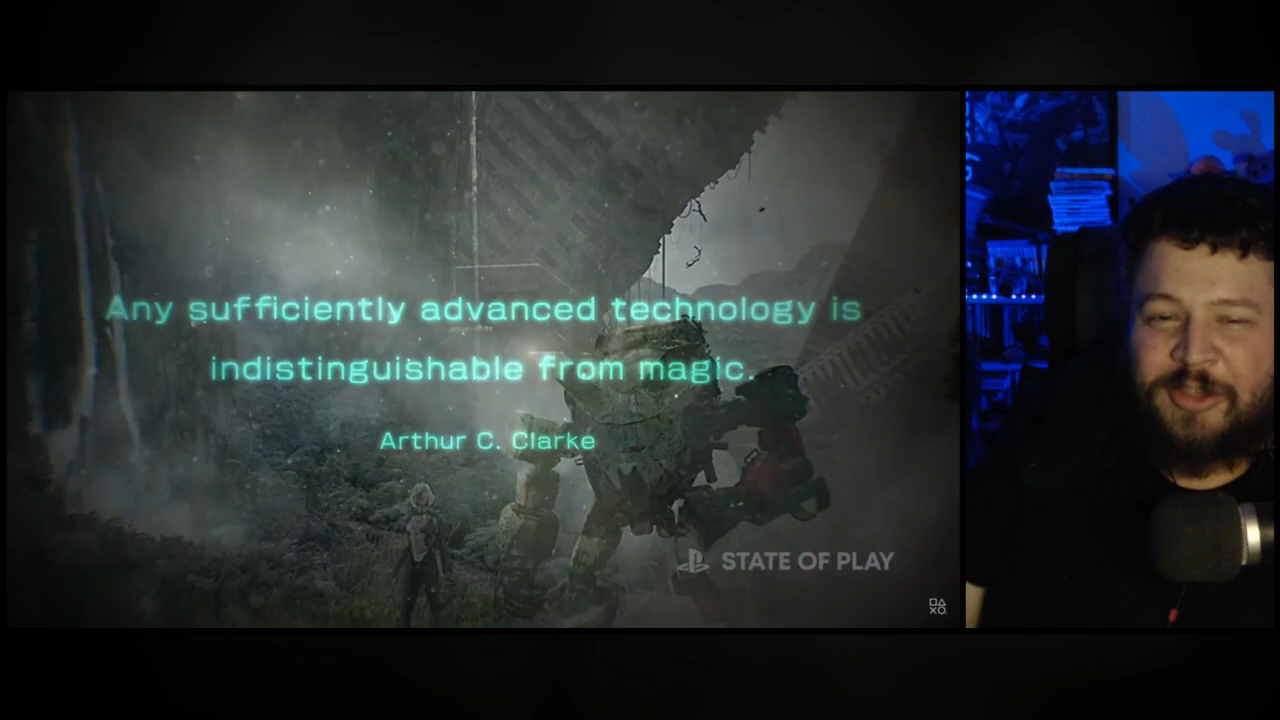 Any sufficiently advanced technology is
indistinguishable from magic.
Arthur C. Clarke
STATE OF PLAY